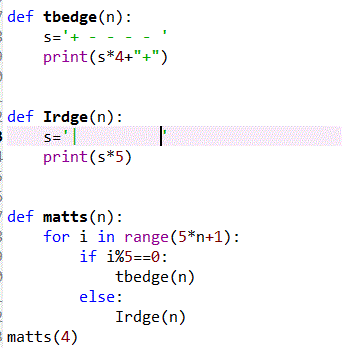 def tbedge(n):
    s='+ - - - - '
    print(s*4+"+")
def Irdge(n):
    s='|         '
    print(s*5)
def matts(n):
    for i in range(5*n+1):
        if i%5==0:
            tbedge(n)
        else:
            Irdge(n)
matts(4)